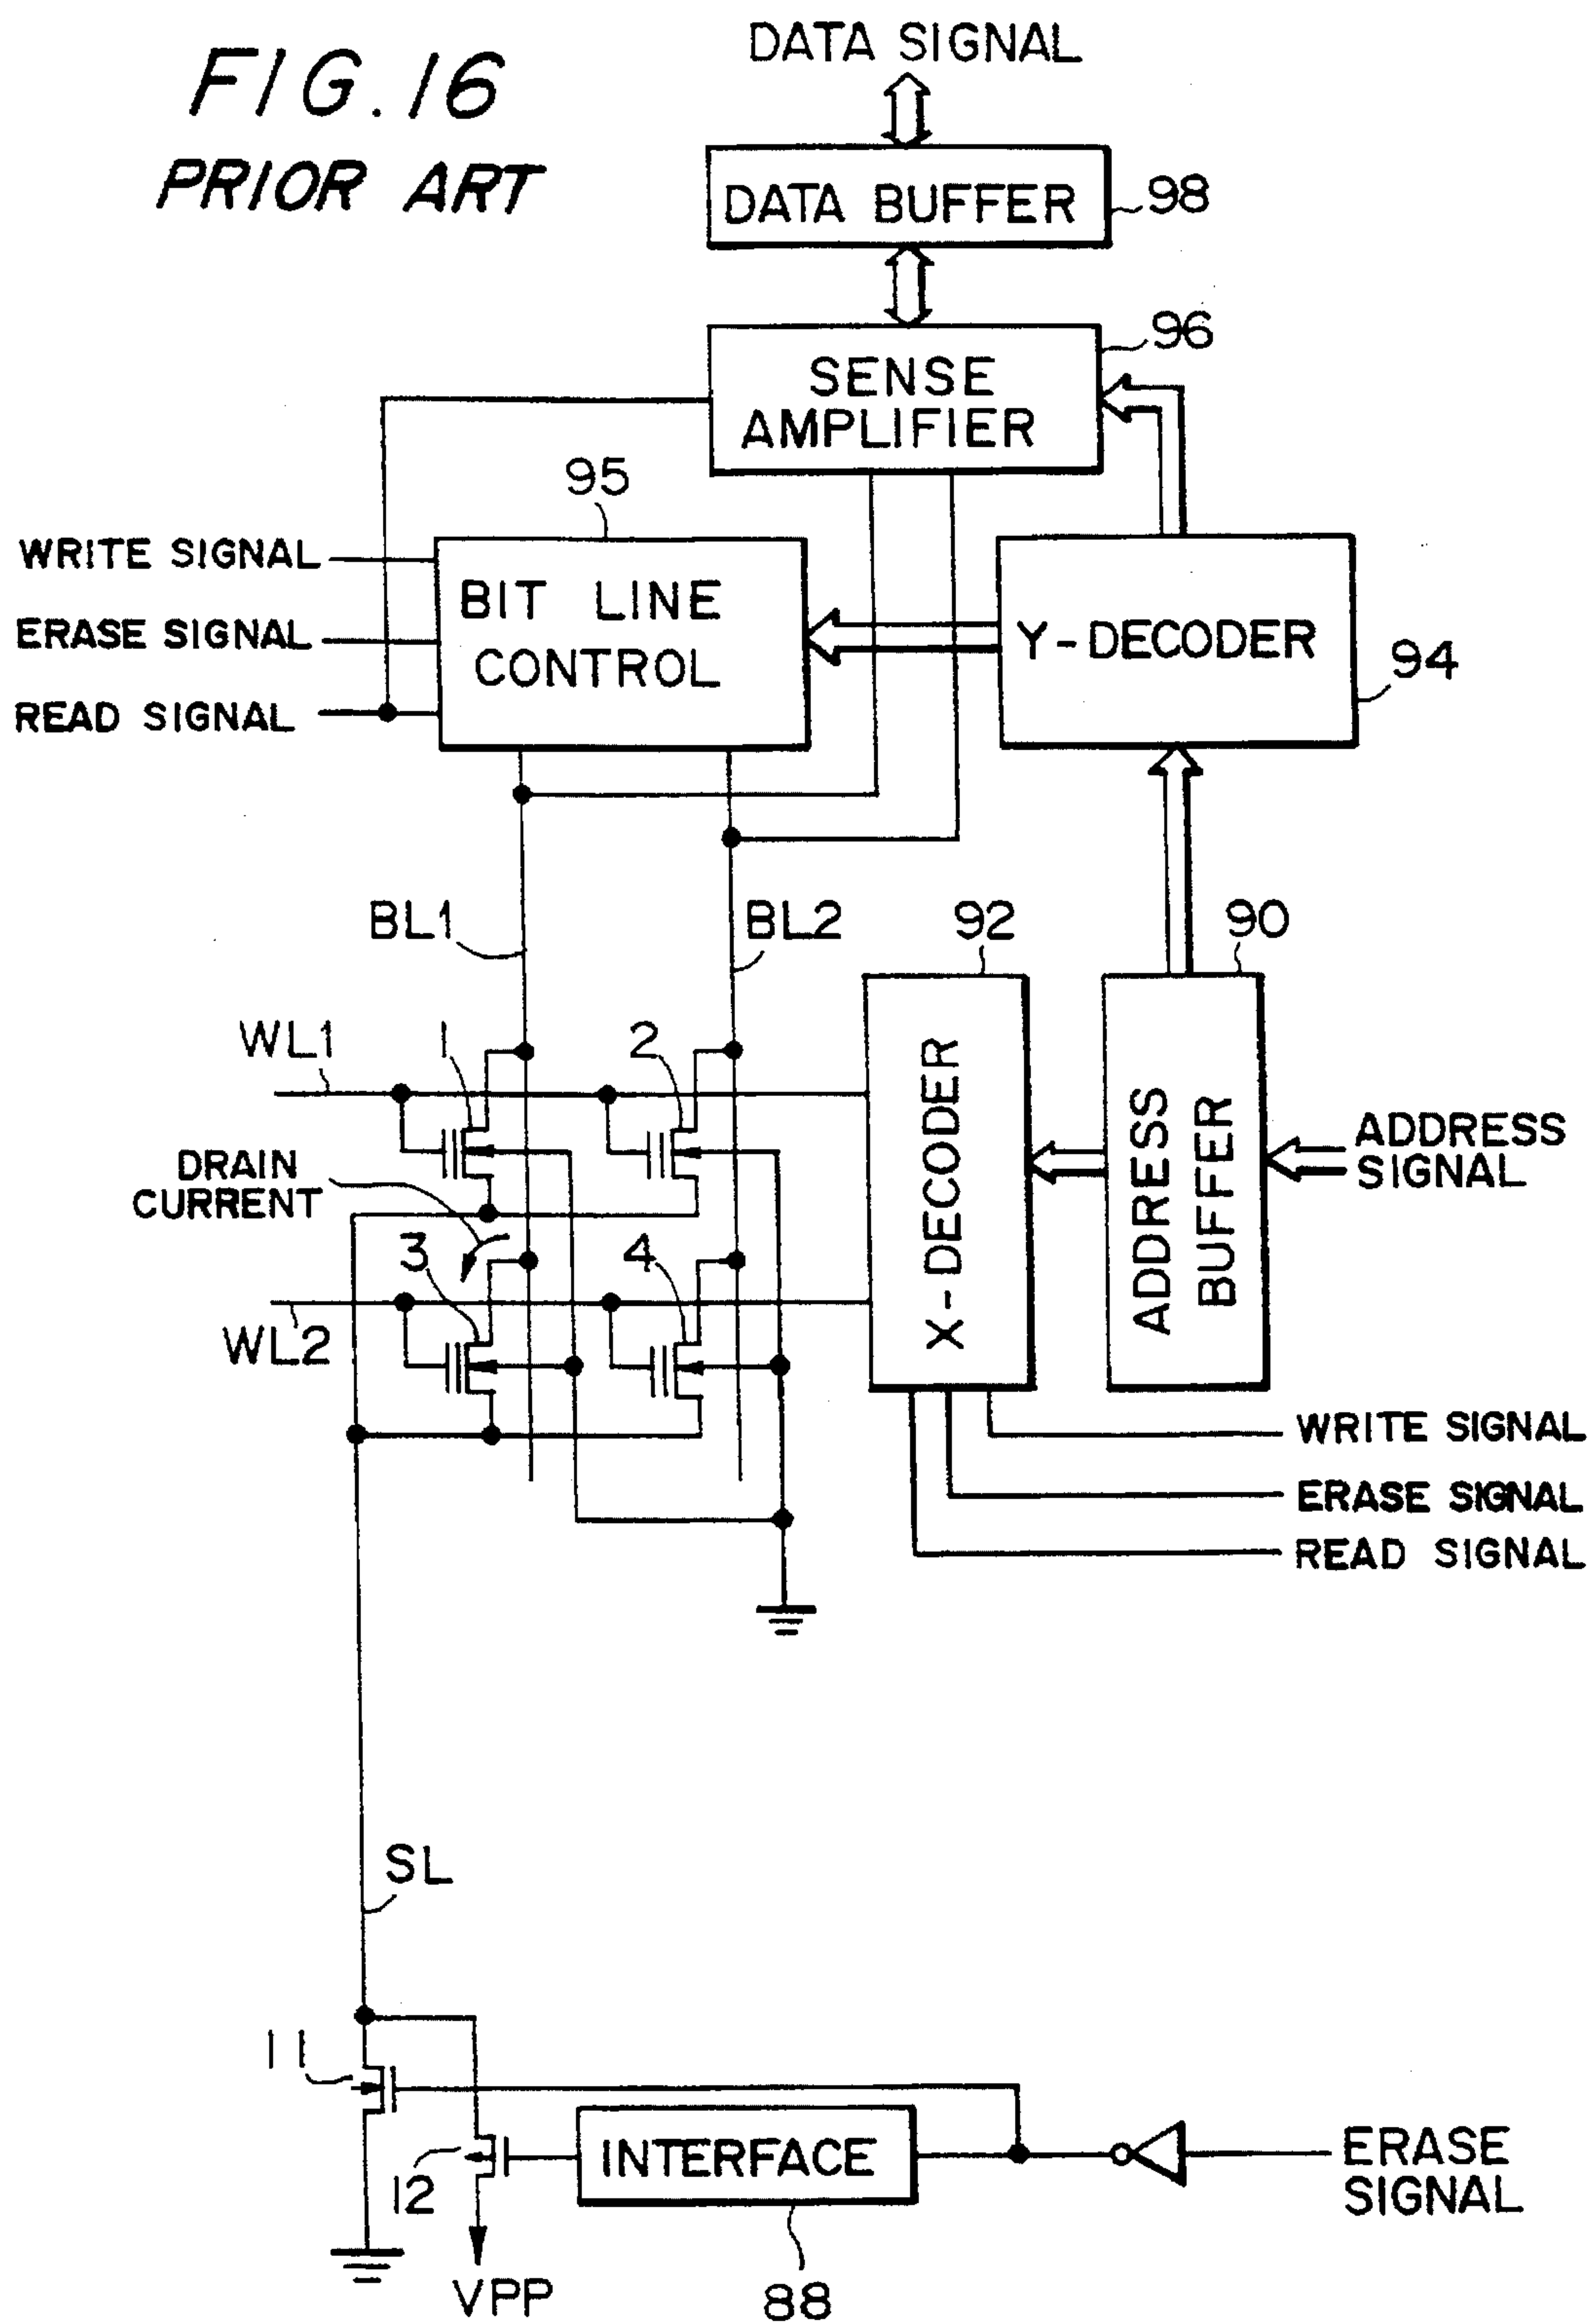 FIG. 16
PRIOR ART
DATA SIGNAL
DATA BUFFER
98
SENSE
AMPLIFIER
96
95
WRITE SIGNAL
ERASE SIGNAL
READ SIGNAL
BIT LINE
CONTROL
Y-DECODER
94
BL1
BL2
92
90
WL1
1
2
DRAIN
CURRENT
3
4
WL2
X-DECODER
ADDRESS
BUFFER
ADDRESS
SIGNAL
WRITE SIGNAL
ERASE SIGNAL
READ SIGNAL
SL
11
12
VPP
INTERFACE
88
ERASE
SIGNAL